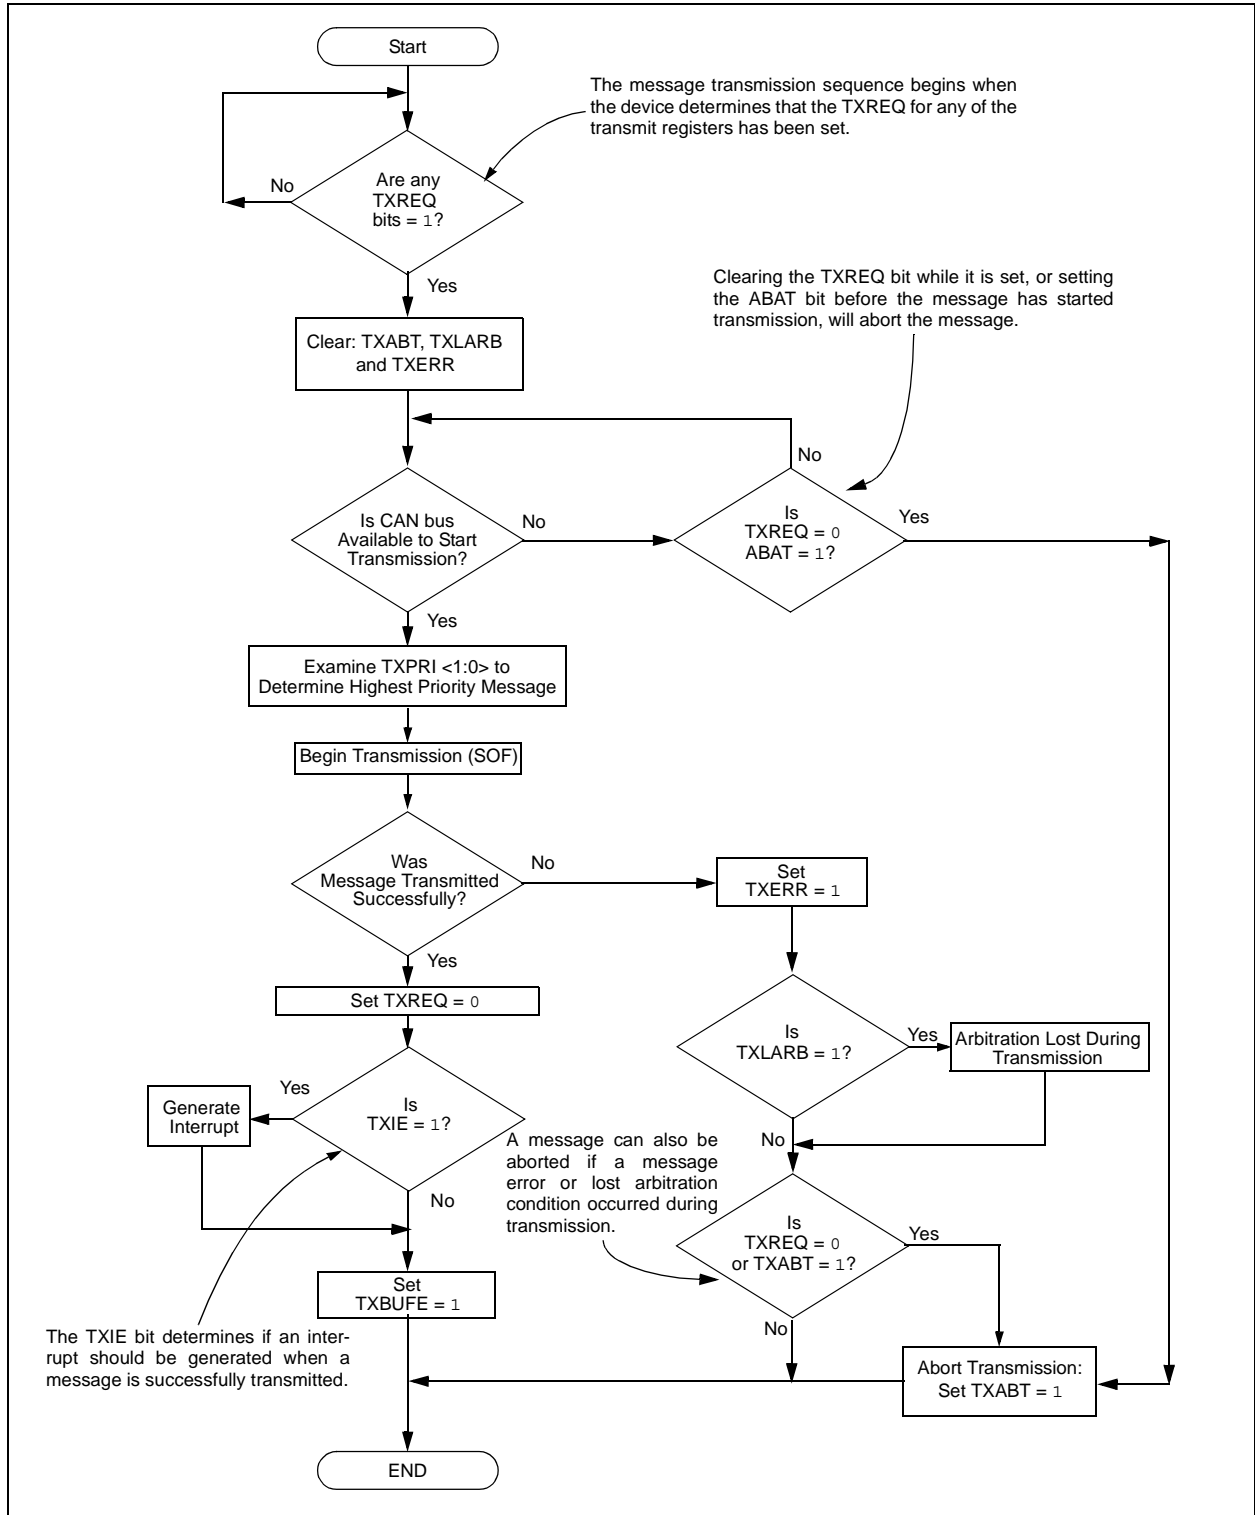 Start
The message transmission sequence begins when
the device determines that the TXREQ for any of the
transmit registers has been set.
No
Are any
TXREQ
bits = 1?
Yes
Clearing the TXREQ bit while it is set, or setting
the ABAT bit before the message has started
transmission, will abort the message.
Clear: TXABT, TXLARB
and TXERR
No
Is CAN bus
Available to Start
Transmission?
No
Is
TXREQ = 0
ABAT = 1?
Yes
Yes
Examine TXPRI <1:0> to
Determine Highest Priority Message
Begin Transmission (SOF)
Was
Message Transmitted
Successfully?
No
Set
TXERR = 1
Yes
Set TXREQ = 0
Is
TXLARB = 1?
Yes
Arbitration Lost During
Transmission
Yes
Generate
Interrupt
Is
TXIE = 1?
No
A message can also be
aborted if a message
error or lost arbitration
condition occurred during
transmission.
No
Is
TXREQ = 0
or TXABT = 1?
Yes
Set
TXBUFE = 1
No
The TXIE bit determines if an inter-
rupt should be generated when a
message is successfully transmitted.
Abort Transmission:
Set TXABT = 1
END